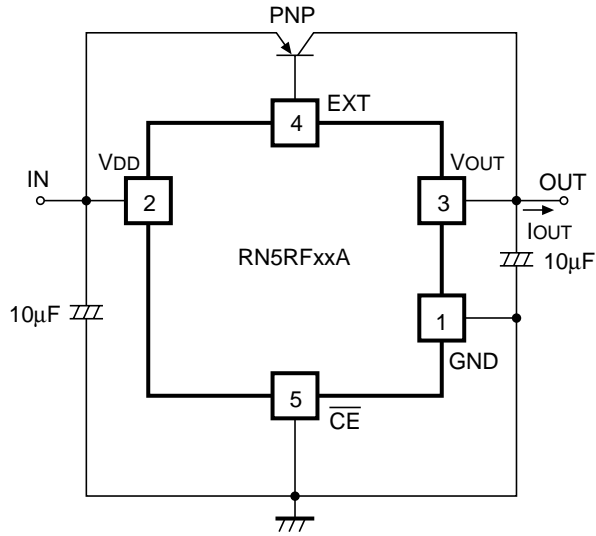 PNP
4
EXT
VDD
VOUT
IN
2
3
OUT
IOUT
RN5RFxxA
10μF
10μF
1
GND
5
CE